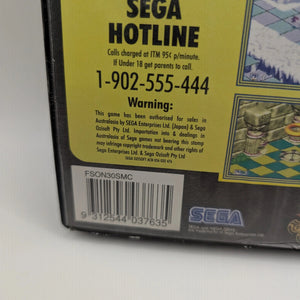 SEGA
HOTLINE
Calls charged at ITM 95¢ p/minute.
If Under 18 get parents to call.
1-902-555-444
Warning:
This game has been authorised for sales in
Australasia by SEGA Enterprises Ltd. (Japan) & Sega
Ozisoft Pty Ltd. Importation into & dealings in
Australasia of games not bearing this packaging
may infringe copyright trademark and other rights of
Sega Enterprises Ltd. & Sega Ozisoft Pty Ltd.
FSON30SMC
9 312544 037635
SEGA